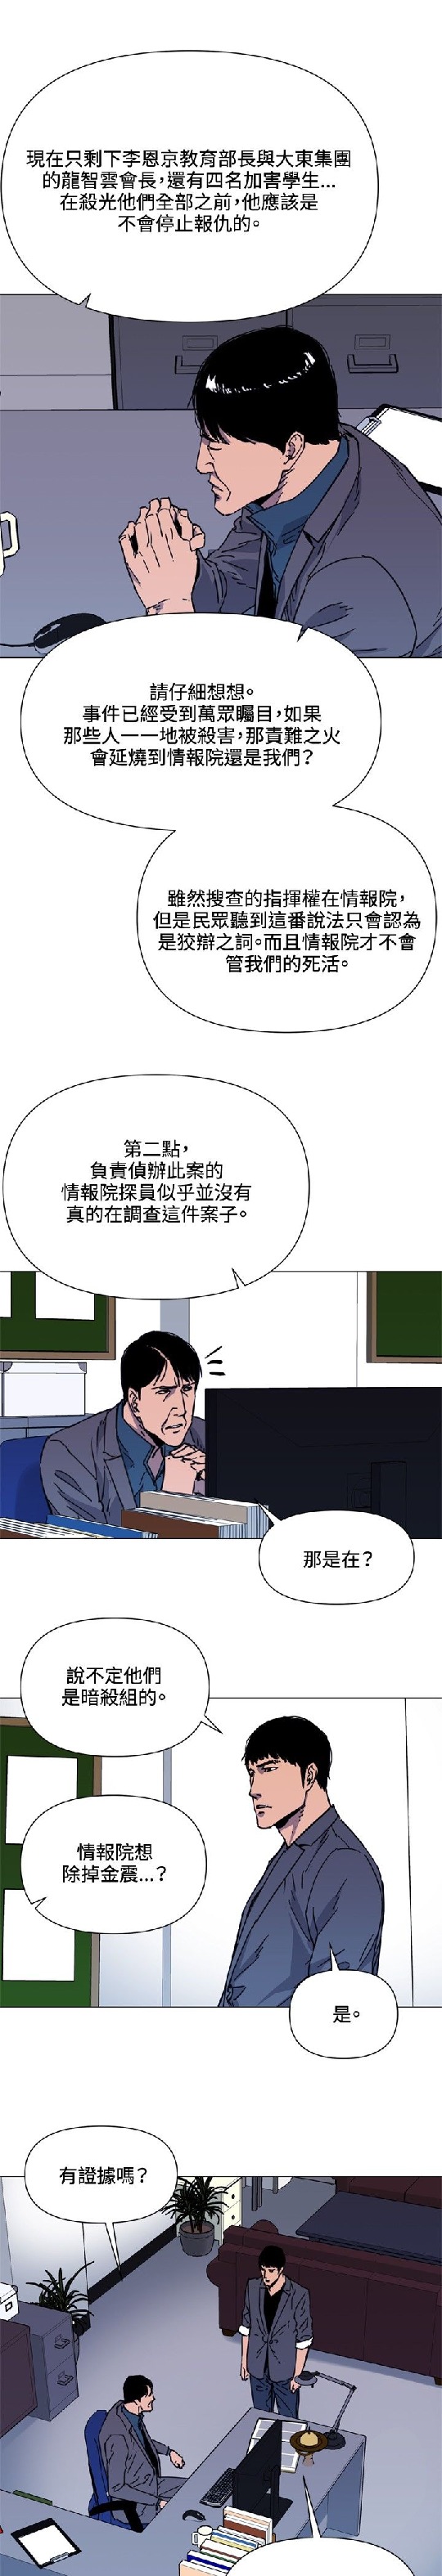 現在只剩下李恩京教育部長與大東集團
的龍智雲會長，還有四名加害學生...
在殺光他們全部之前，他應該是
不會停止報仇的。
請仔細想想。
事件已經受到萬眾矚目，如果
那些人一一地被殺害，那責難之火
會延燒到情報院還是我們？
雖然搜查的指揮權在情報院，
但是民眾聽到這番說法只會認為
是狡辯之詞。而且情報院才不會
管我們的死活。
第二點，
負責偵辦此案的
情報院探員似乎並沒有
真的在調查這件案子。
那是在？
說不定他們
是暗殺組的。
情報院想
除掉金震...？
是。
有證據嗎？